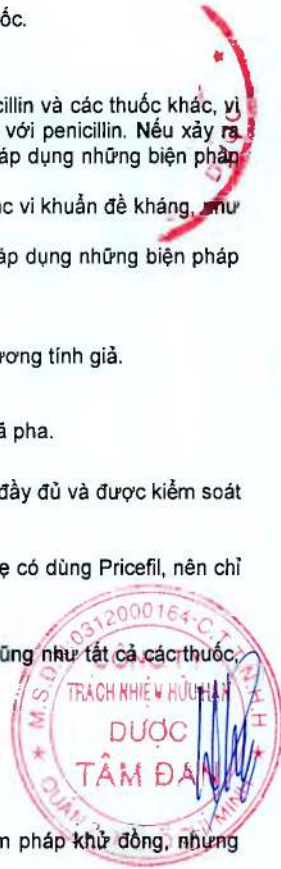 ốc.
cillin và các thuốc khác, vì
với penicillin. Nếu xảy ra
áp dụng những biện pháp
ác vi khuẩn đề kháng, như
áp dụng những biện pháp
ương tính giả.
ã pha.
đầy đủ và được kiểm soát
ẹ có dùng Pricefil, nên chỉ
ũng như tất cả các thuốc,
M.S.D.N:0312000164-C.T.T.N.H.H
TRÁCH NHIỆM HỮU HẠN
DƯỢC
TÂM ĐAN
m pháp khử đồng, nhưng